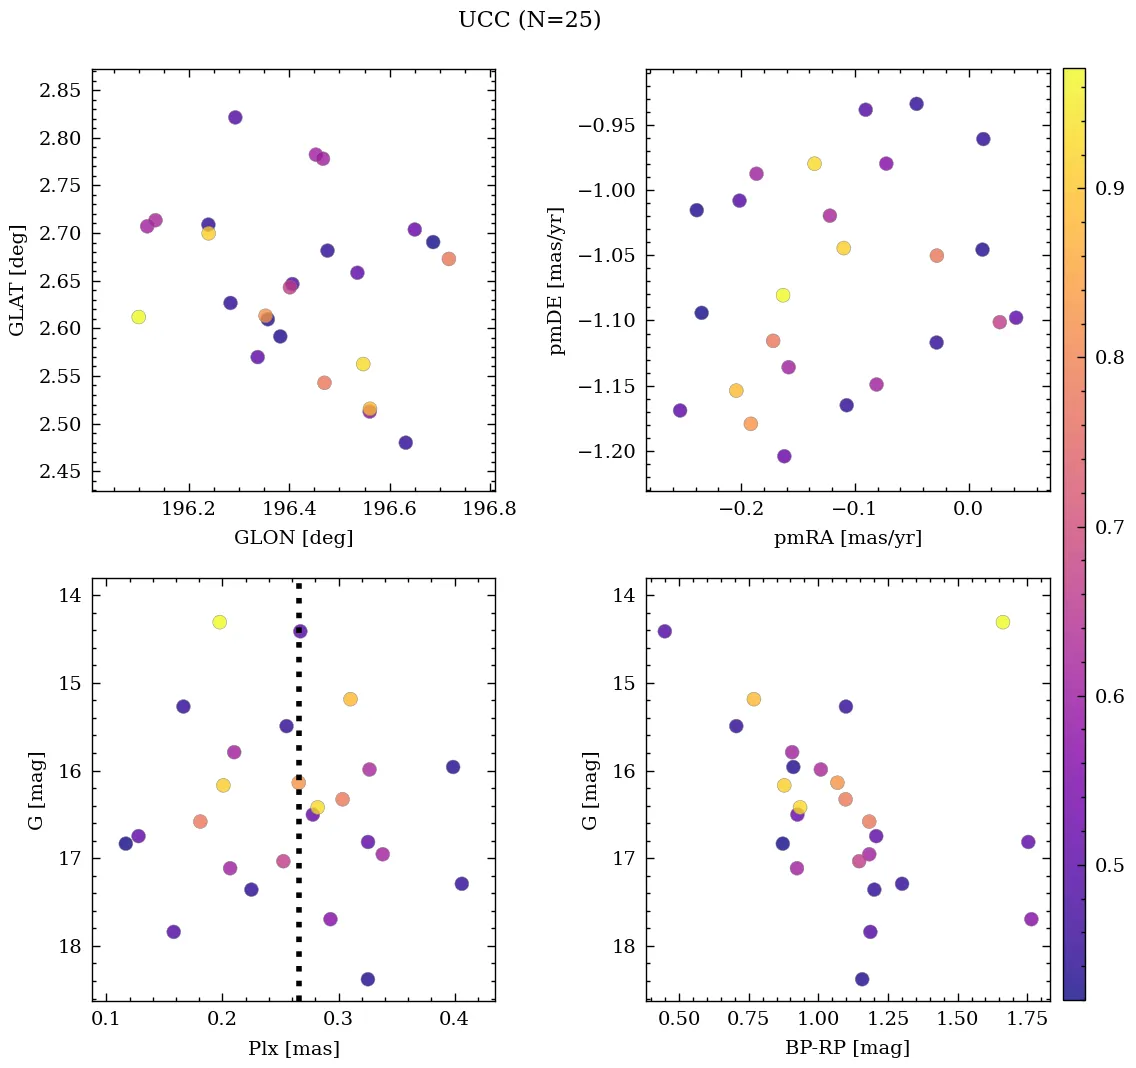 UCC (N=25)
2.85
2.80
2.75
2.70
2.65
2.60
2.55
2.50
2.45
GLAT [deg]
196.2 196.4 196.6 196.8
GLON [deg]
−0.95
−1.00
−1.05
−1.10
−1.15
−1.20
pmDE [mas/yr]
−0.2 −0.1 0.0
pmRA [mas/yr]
14
15
16
17
18
G [mag]
0.1 0.2 0.3 0.4
Plx [mas]
14
15
16
17
18
G [mag]
0.50 0.75 1.00 1.25 1.50 1.75
BP-RP [mag]
0.9
0.8
0.7
0.6
0.5